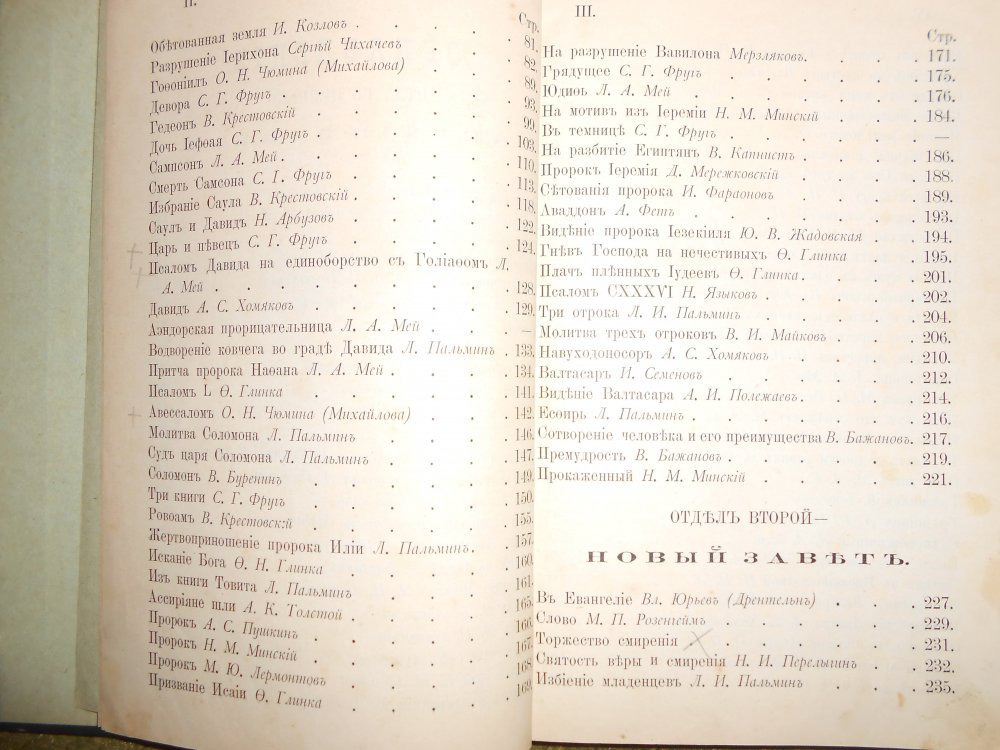 II.
Стр.
Обѣтованная земля И. Козловъ . . . . 81.
Разрушеніе Іерихона Сергѣй Чихачевъ . . 82.
Гоѳоніилъ О. Н. Чюмина (Михайлова) . . 89.
Девора С. Г. Фругъ . . . . . 93.
Гедеонъ В. Крестовскій . . . . 99.
Дочь Іефѳая С. Г. Фругъ . . . . 103.
Сампсонъ Л. А. Мей . . . . . 110.
Смерть Самсона С. Г. Фругъ . . . . 113.
Избраніе Саула В. Крестовскій . . . . 118.
Саулъ и Давидъ Н. Арбузовъ . . . . 122.
Царь и пѣвецъ С. Г. Фругъ . . . . 124.
Псаломъ Давида на единоборство съ Голіаѳомъ Л.
А. Мей . . . . . . 128.
Давидъ А. С. Хомяковъ . . . . . 129.
Аэндорская прорицательница Л. А. Мей . . . —
Водвореніе ковчега во градѣ Давида Л. Пальминъ . 133.
Притча пророка Наѳана Л. А. Мей . . . . 134.
Псаломъ L Ѳ. Глинка . . . . . 141.
Авессаломъ О. Н. Чюмина (Михайлова) . . . 142.
Молитва Соломона Л. Пальминъ . . . . 146.
Судъ царя Соломона Л. Пальминъ . . . . 147.
Соломонъ В. Буренинъ . . . . . 149.
Три книги С. Г. Фругъ . . . . . 150.
Ровоамъ В. Крестовскій . . . . . 155.
Жертвоприношеніе пророка Иліи Л. Пальминъ . . 157.
Исканіе Бога Ѳ. Н. Глинка . . . . 160.
Изъ книги Товита Л. Пальминъ . . . . 161.
Ассиріяне шли А. К. Толстой . . . . 165.
Пророкъ А. С. Пушкинъ . . . . . 166.
Пророкъ Н. М. Минскій . . . . . 167.
Пророкъ М. Ю. Лермонтовъ . . . . 168.
Призваніе Исаіи Ѳ. Глинка . . . . 169.
III.
Стр.
На разрушеніе Вавилона Мерзляковъ . . . 171.
Грядущее С. Г. Фругъ . . . . . 175.
Юдиѳь Л. А. Мей . . . . . . 176.
На мотивъ изъ Іереміи Н. М. Минскій . . . 184.
Въ темницѣ С. Г. Фругъ . . . . . —
На разбитіе Египтянъ В. Капнистъ . . . . 186.
Пророкъ Іеремія Д. Мережковскій . . . . 188.
Сѣтованія пророка И. Фараоновъ . . . . 189.
Аваддонъ А. Фетъ . . . . . . 193.
Видѣніе пророка Іезекіиля Ю. В. Жадовская . . 194.
Гнѣвъ Господа на нечестивыхъ Ѳ. Глинка . . 195.
Плачъ плѣнныхъ Іудеевъ Ѳ. Глинка . . . . 201.
Псаломъ CXXXVI Н. Языковъ . . . . . 202.
Три отрока Л. И. Пальминъ . . . . . 204.
Молитва трехъ отроковъ В. И. Майковъ . . . 206.
Навуходоносоръ А. С. Хомяковъ . . . . 210.
Валтасаръ И. Семеновъ . . . . . 212.
Видѣніе Валтасара А. И. Полежаевъ . . . . 214.
Есѳирь Л. Пальминъ . . . . . . 216.
Сотвореніе человѣка и его преимущества В. Бажановъ. 217.
Премудрость В. Бажановъ . . . . . 219.
Прокаженный Н. М. Минскій . . . . . 221.
ОТДѢЛЪ ВТОРОЙ—
НОВЫЙ ЗАВѢТЪ.
Въ Евангеліе Вл. Юрьевъ (Дрентельн) . . . 227.
Слово М. П. Розенгеймъ . . . . . 229.
Торжество смиренія . . . . . . 231.
Святость вѣры и смиренія Н. И. Перелыгинъ . . 232.
Избіеніе младенцевъ Л. И. Пальминъ . . . 235.